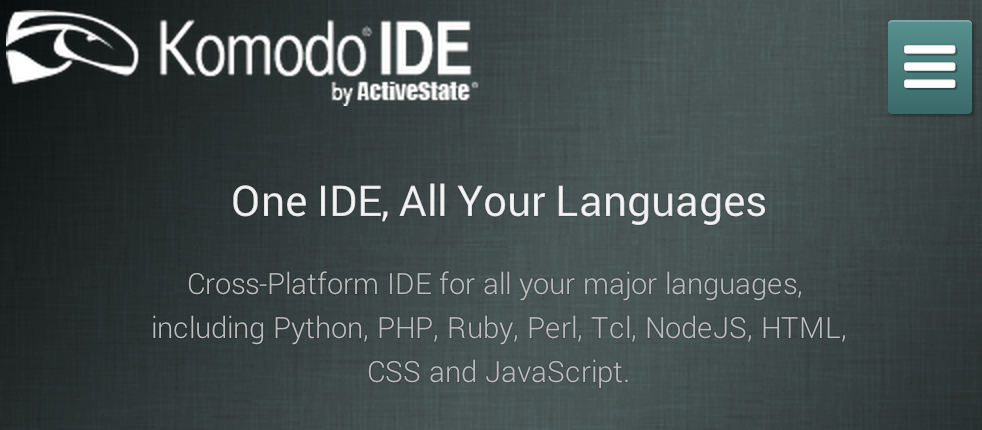 Komodo® IDE
by ActiveState®
One IDE, All Your Languages
Cross-Platform IDE for all your major languages,
including Python, PHP, Ruby, Perl, Tcl, NodeJS, HTML,
CSS and JavaScript.